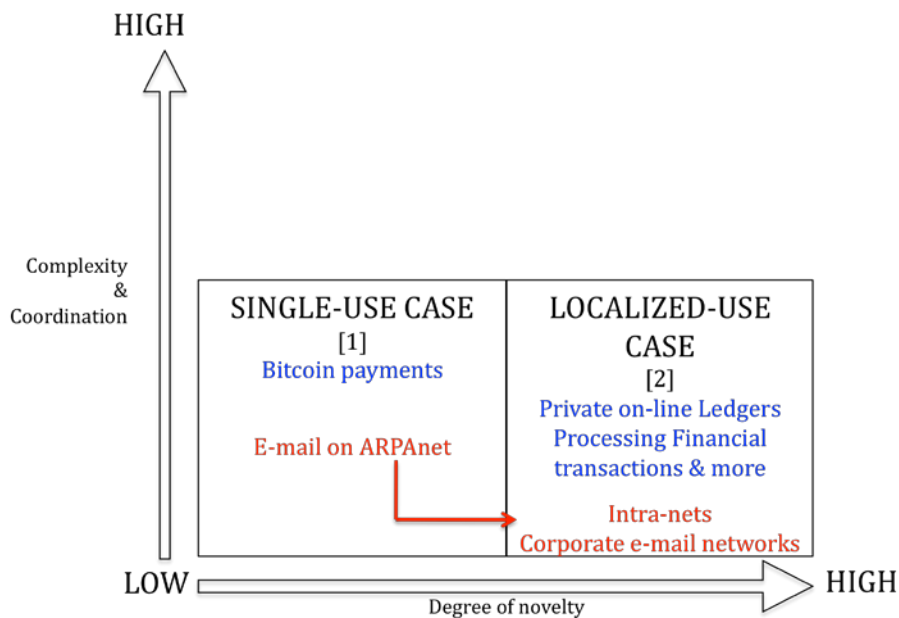 HIGH
Complexity
&
Coordination
SINGLE-USE CASE
[1]
Bitcoin payments
E-mail on ARPAnet
LOCALIZED-USE
CASE
[2]
Private on-line Ledgers
Processing Financial
transactions & more
Intra-nets
Corporate e-mail networks
LOW
Degree of novelty
HIGH